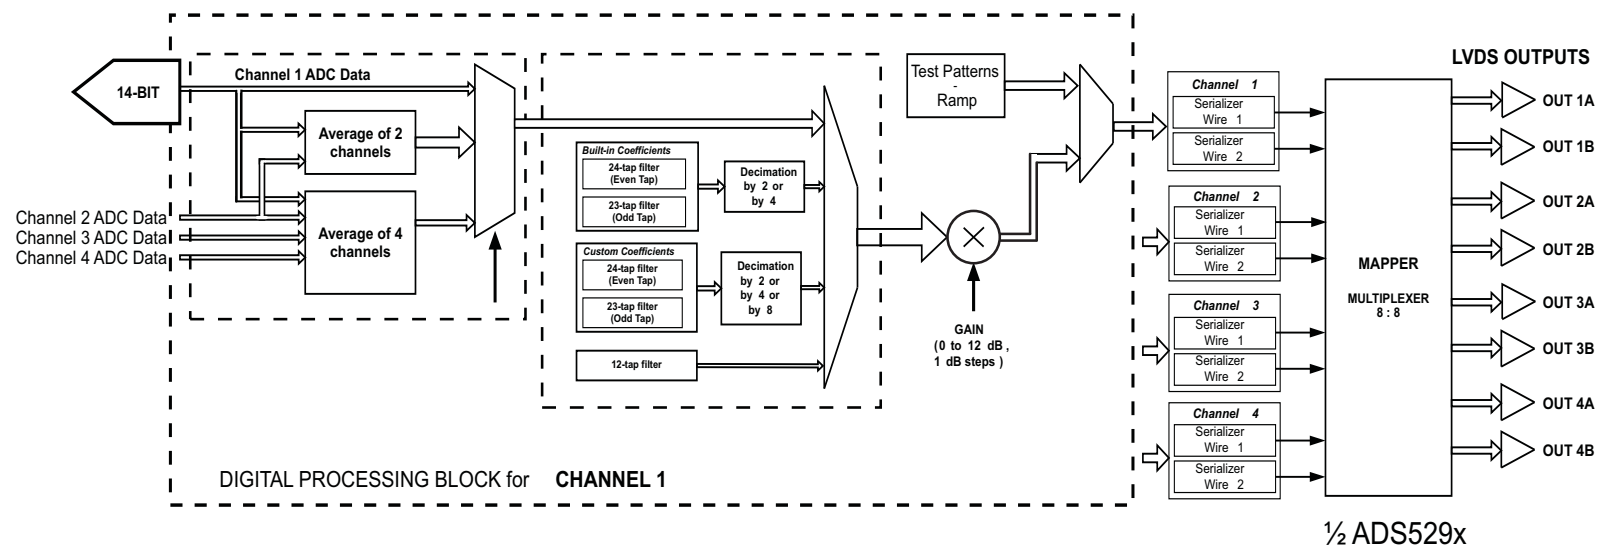 14-BIT
Channel 1 ADC Data
Average of 2
channels
Average of 4
channels
Channel 2 ADC Data
Channel 3 ADC Data
Channel 4 ADC Data
Built-in Coefficients
24-tap filter
(Even Tap)
23-tap filter
(Odd Tap)
Decimation
by 2 or
by 4
Custom Coefficients
24-tap filter
(Even Tap)
23-tap filter
(Odd Tap)
Decimation
by 2 or
by 4 or
by 8
12-tap filter
Test Patterns
-
Ramp
GAIN
(0 to 12 dB ,
1 dB steps )
DIGITAL PROCESSING BLOCK for CHANNEL 1
Channel 1
Serializer
Wire 1
Serializer
Wire 2
Channel 2
Serializer
Wire 1
Serializer
Wire 2
Channel 3
Serializer
Wire 1
Serializer
Wire 2
Channel 4
Serializer
Wire 1
Serializer
Wire 2
MAPPER
MULTIPLEXER
8 : 8
LVDS OUTPUTS
OUT 1A
OUT 1B
OUT 2A
OUT 2B
OUT 3A
OUT 3B
OUT 4A
OUT 4B
½ ADS529x